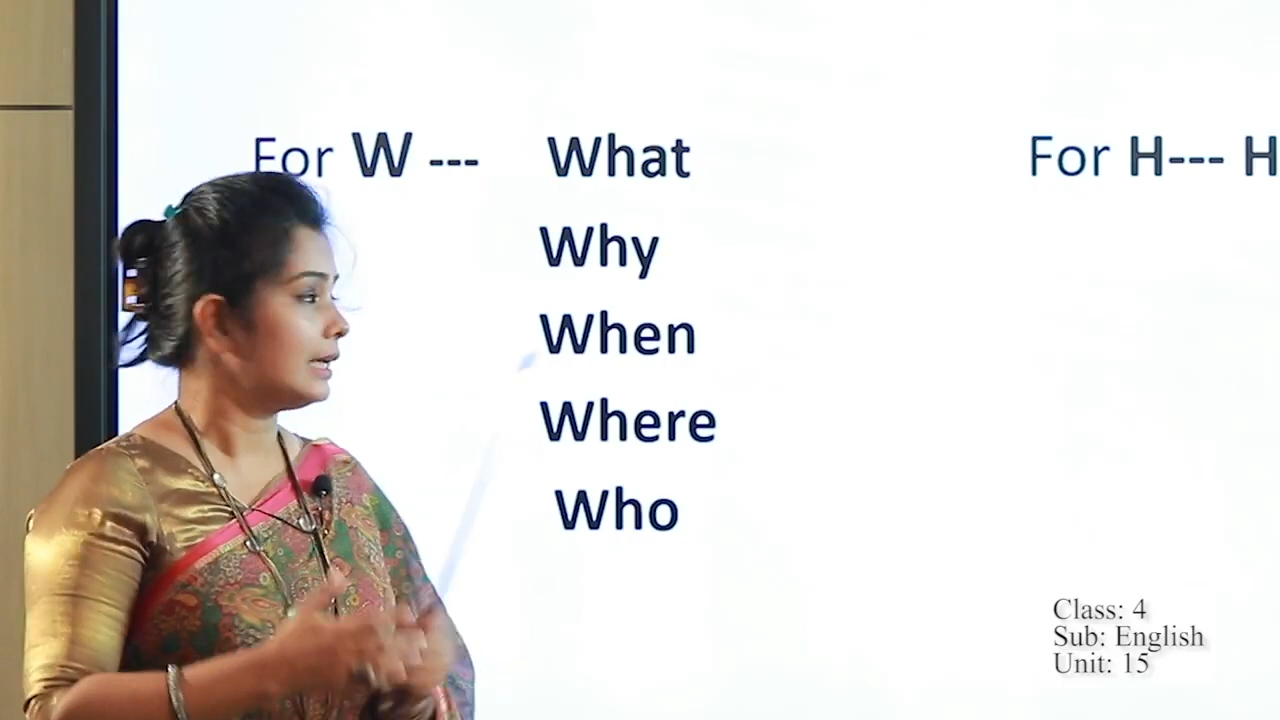 For W --- What For H--- H
Why
When
Where
Who
Class: 4
Sub: English
Unit: 15